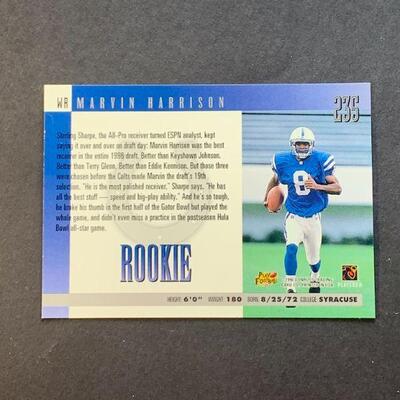 WR MARVIN HARRISON
236
Sterling Sharpe, the All-Pro receiver turned ESPN analyst, kept
saying it over and over on draft day: Marvin Harrison was the best
receiver in the entire 1996 draft. Better than Keyshawn Johnson.
Better than Terry Glenn. Better than Eddie Kennison. But those three
were chosen before the Colts made Marvin the draft's 19th
selection. "He is the most polished receiver," Sharpe says. "He has
all the best stuff — speed and big-play ability." And he's so tough,
he broke his thumb in the first half of the Gator Bowl but played the
whole game, and didn't even miss a practice in the postseason Hula
Bowl all-star game.
8
ROOKIE
PLAY FOOTBALL
PLAYERS
HEIGHT: 6'0" WEIGHT: 180 BORN: 8/25/72 COLLEGE: SYRACUSE